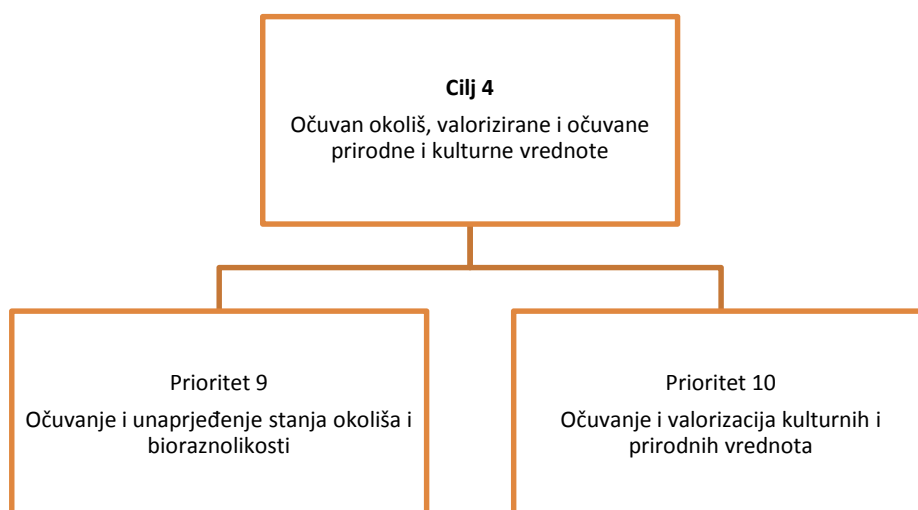 Cilj 4
Očuvan okoliš, valorizirane i očuvane
prirodne i kulturne vrednote
Prioritet 9
Očuvanje i unaprjeđenje stanja okoliša i
bioraznolikosti
Prioritet 10
Očuvanje i valorizacija kulturnih i
prirodnih vrednota